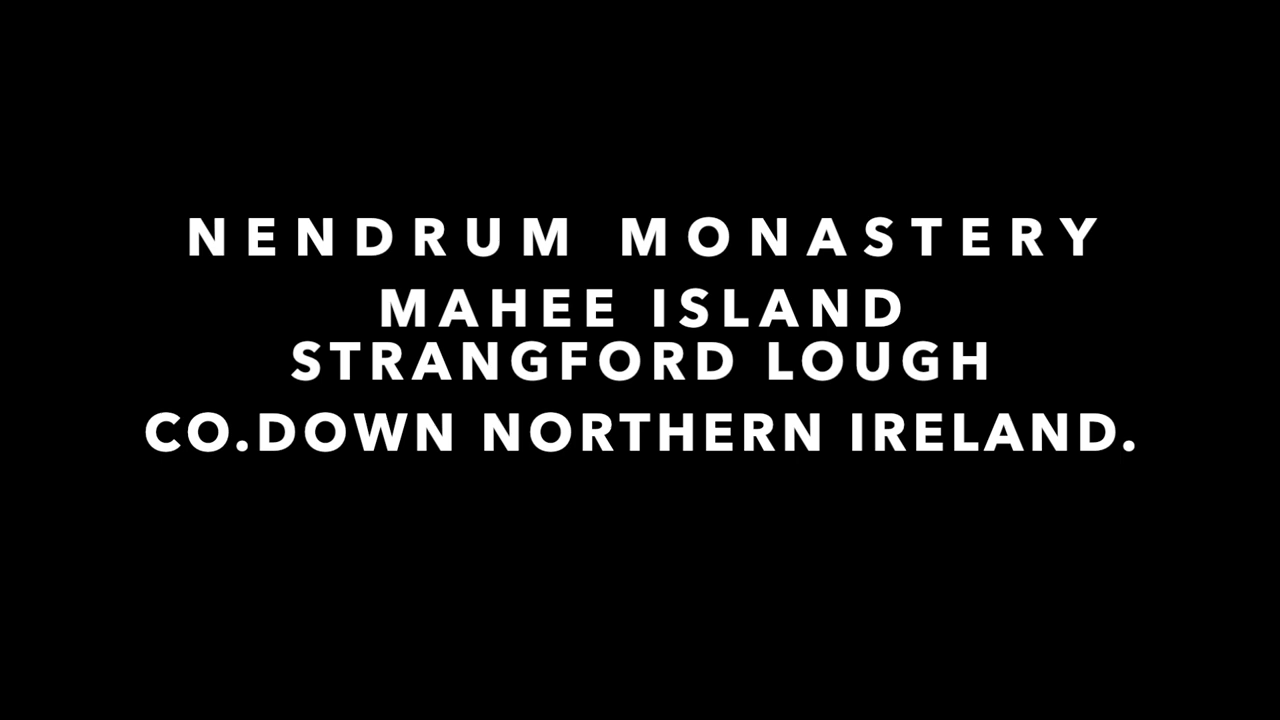 NENDRUM MONASTERY
MAHEE ISLAND
STRANGFORD LOUGH
CO.DOWN NORTHERN IRELAND.